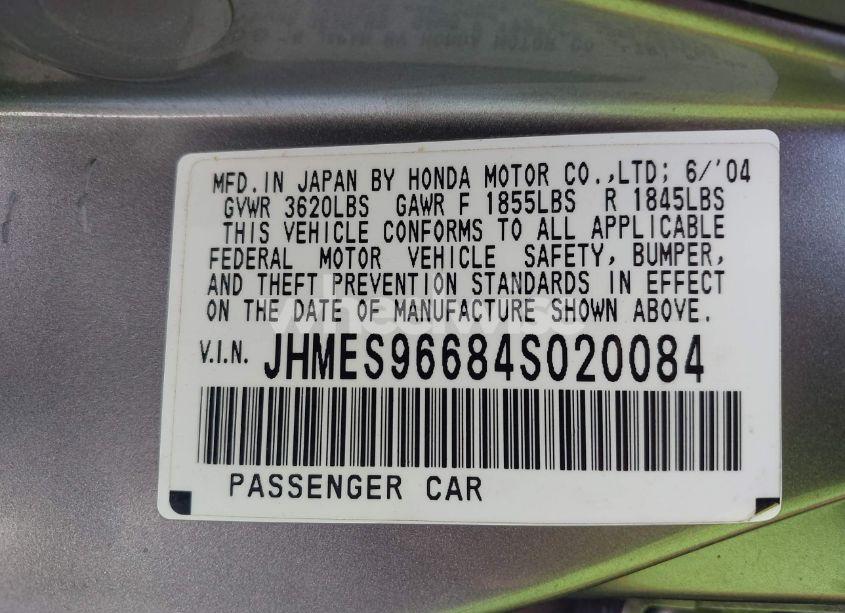 MFD. IN JAPAN BY HONDA MOTOR CO.,LTD; 6/'04
GVWR 3620LBS GAWR F 1855LBS R 1845LBS
THIS VEHICLE CONFORMS TO ALL APPLICABLE
FEDERAL MOTOR VEHICLE SAFETY, BUMPER,
AND THEFT PREVENTION STANDARDS IN EFFECT
ON THE DATE OF MANUFACTURE SHOWN ABOVE.
wheelwise
V.I.N. JHMES96684S020084
PASSENGER CAR